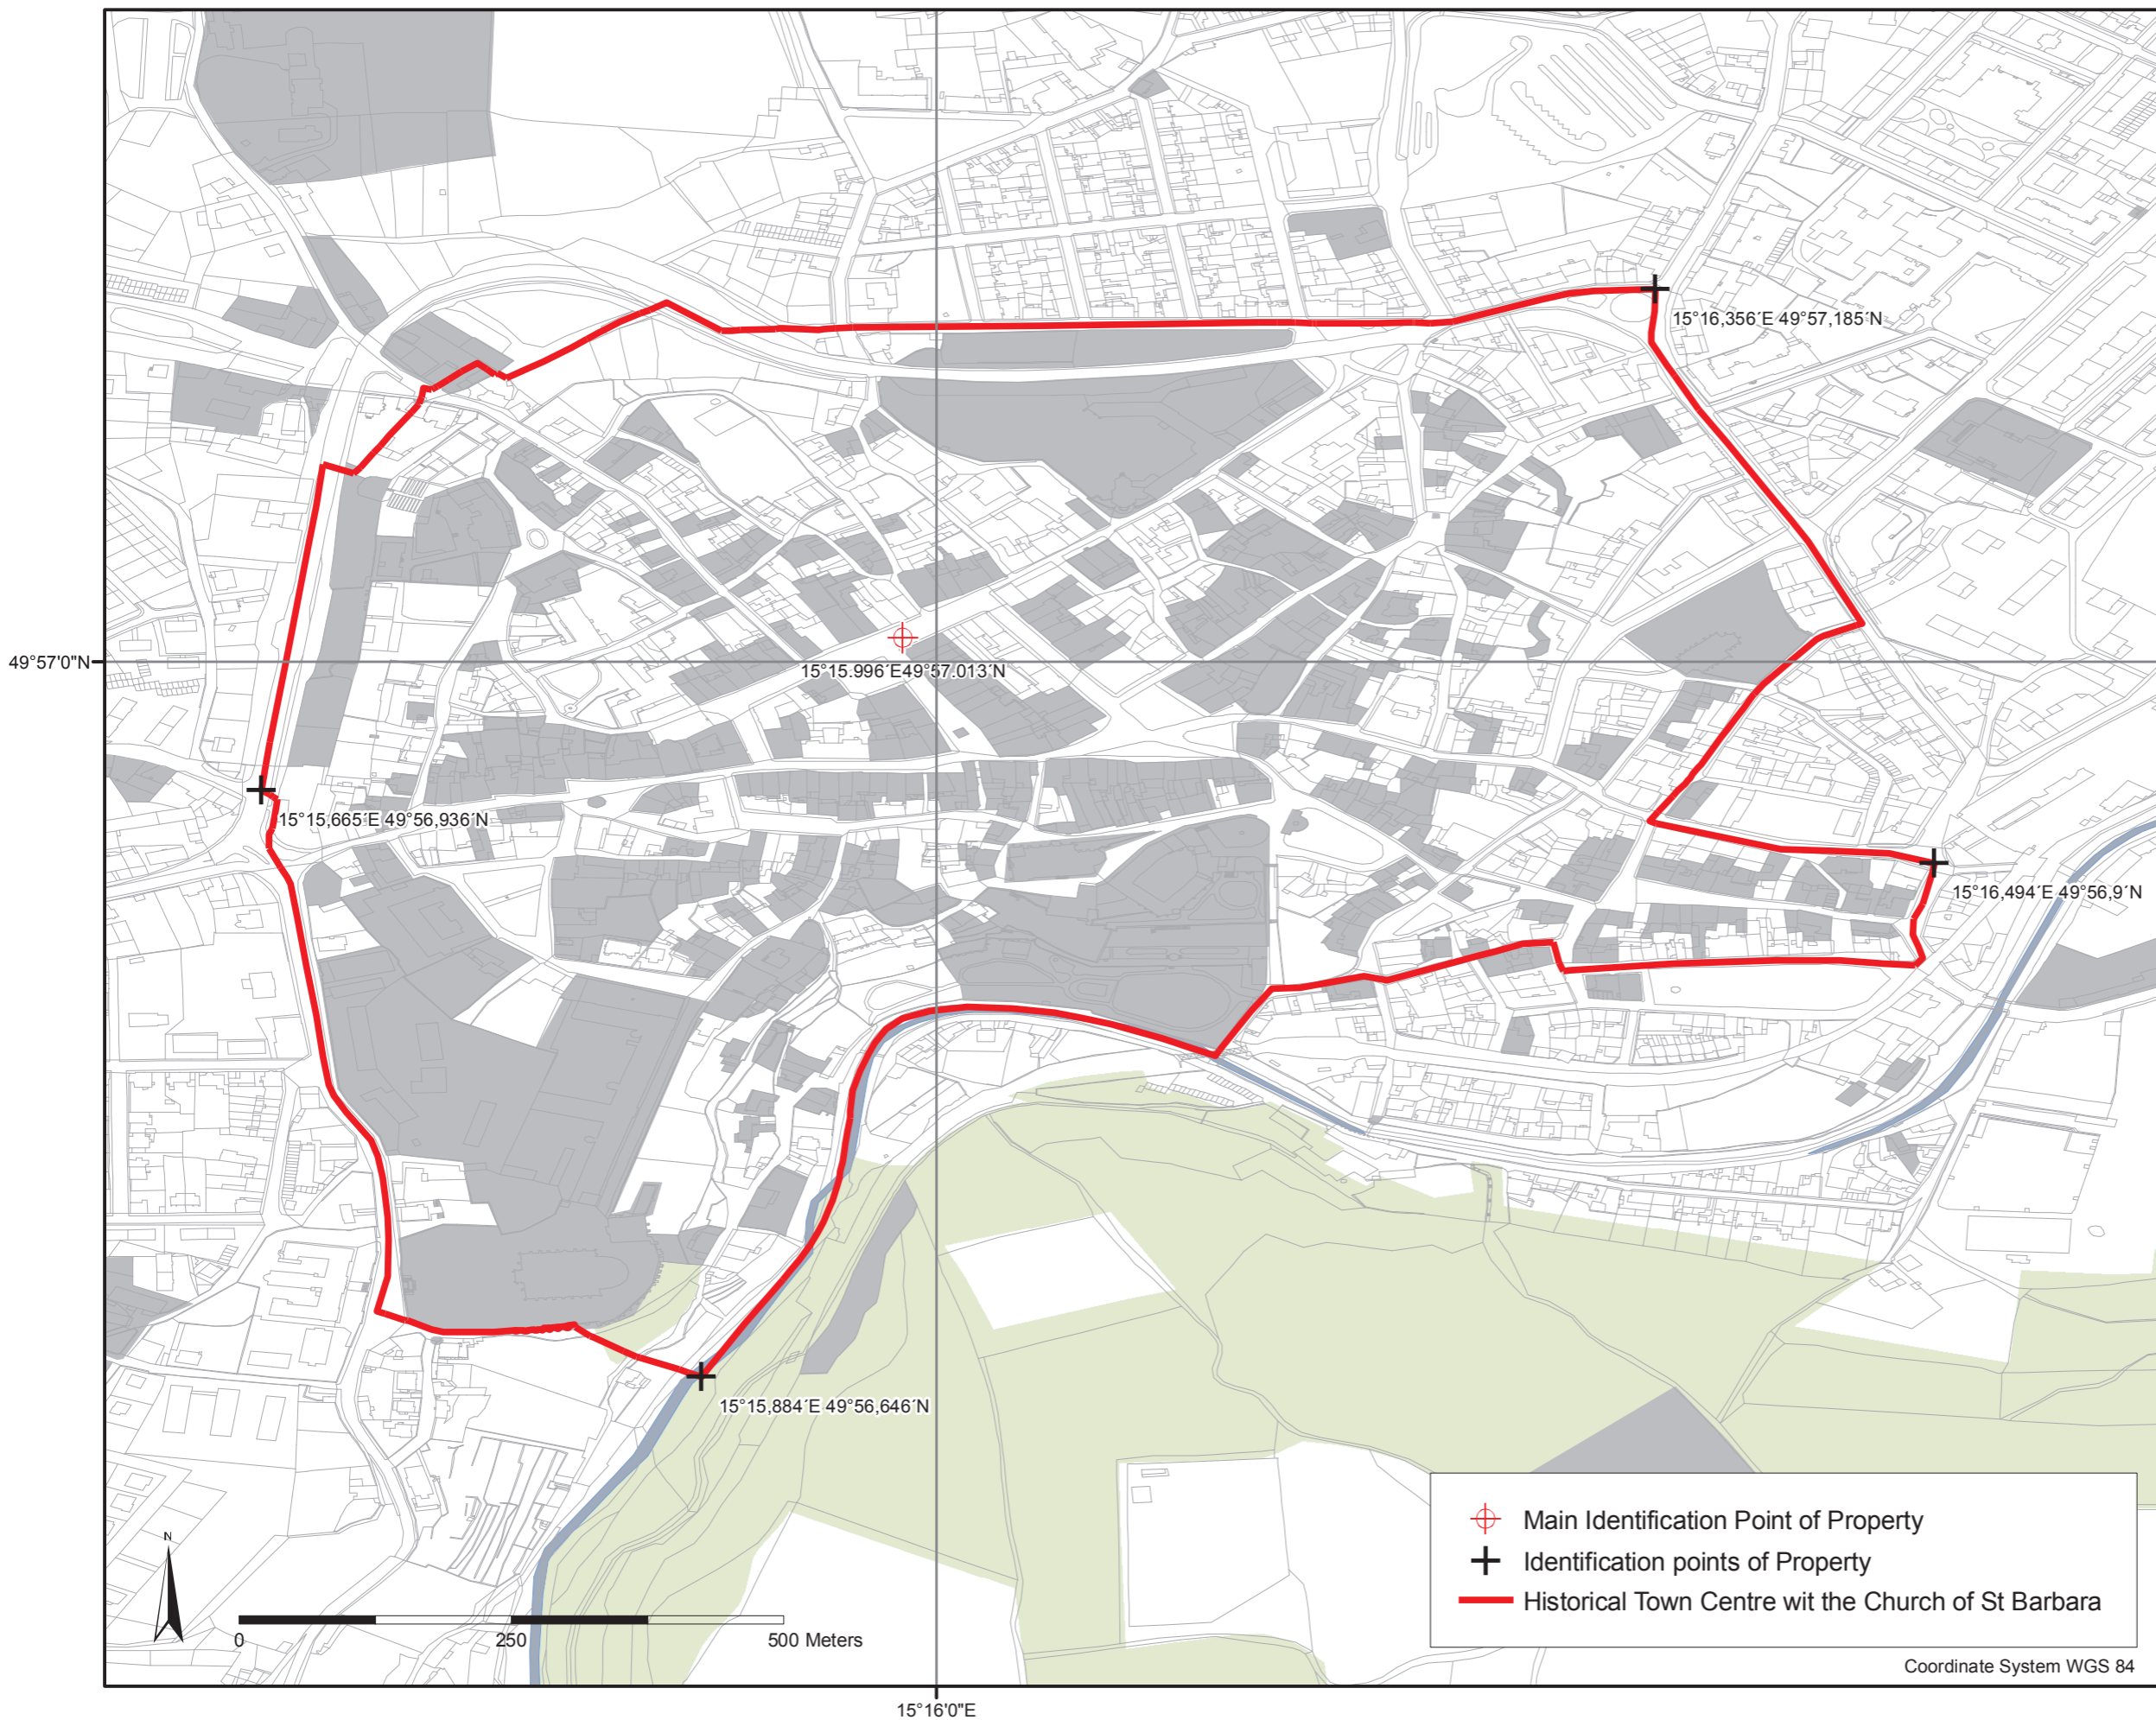 15°16,356´E 49°57,185´N
49°57'0"N
15°15.996´E49°57.013´N
15°15,665´E 49°56,936´N
15°16,494´E 49°56,9´N
15°15,884´E 49°56,646´N
Main Identification Point of Property
Identification points of Property
Historical Town Centre wit the Church of St Barbara
N
0 250 500 Meters
Coordinate System WGS 84
15°16'0"E